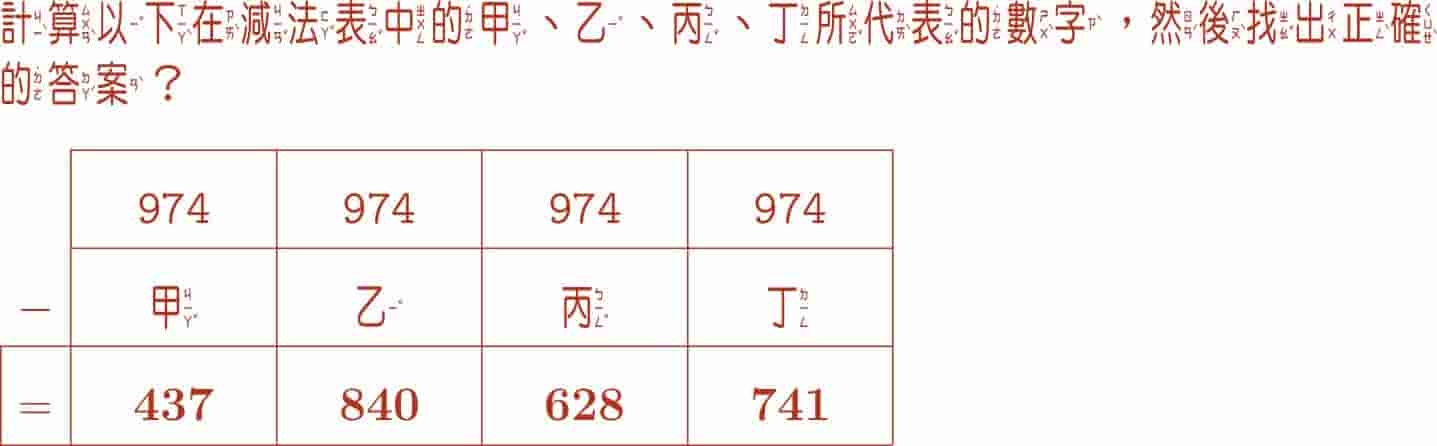 計算以下在減法表中的甲、乙、丙、丁所代表的數字，然後找出正確
的答案？
974 974 974 974
− 甲 乙 丙 丁
= 437 840 628 741